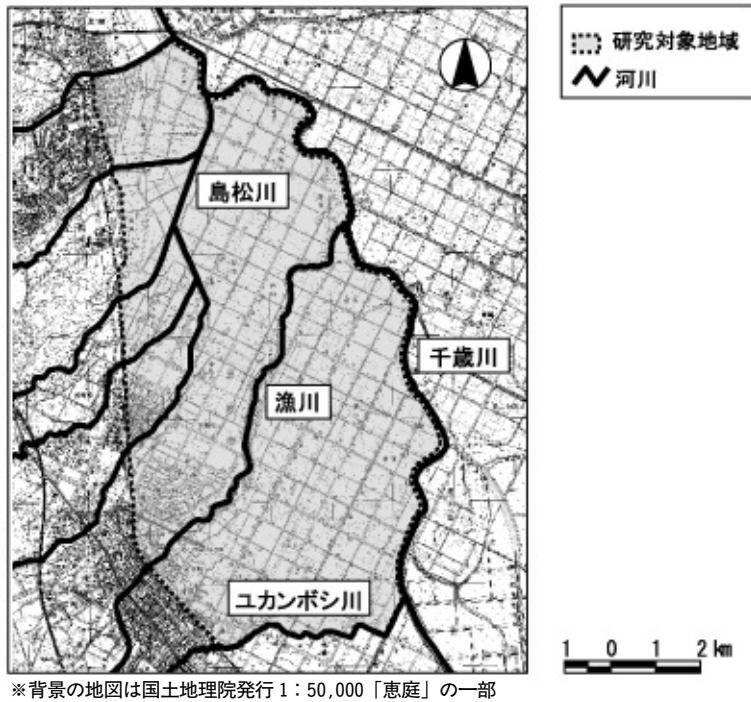 研究対象地域
河川
島松川
千歳川
漁川
ユカンボシ川
1 0 1 2 km
※背景の地図は国土地理院発行1：50,000「恵庭」の一部